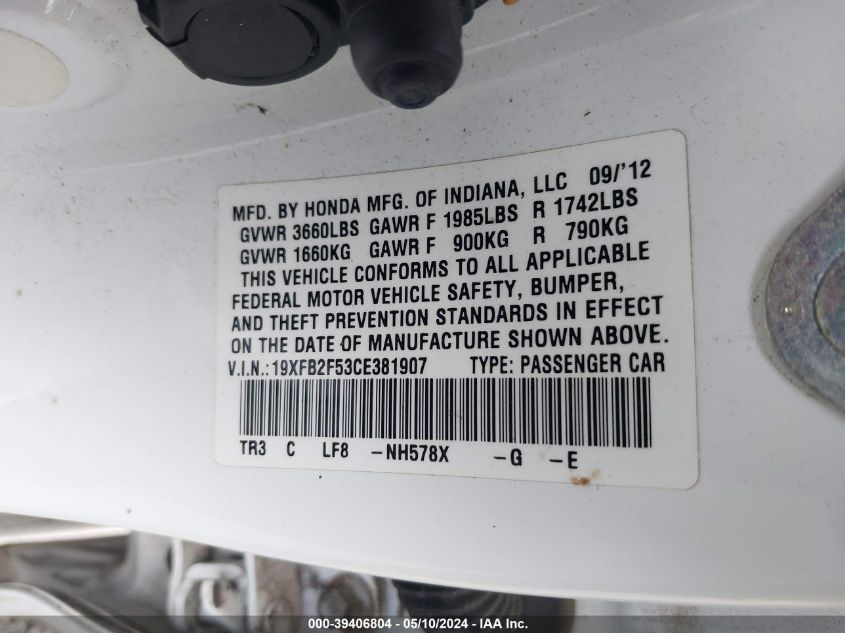 MFD. BY HONDA MFG. OF INDIANA, LLC 09/'12
GVWR 3660LBS GAWR F 1985LBS R 1742LBS
GVWR 1660KG GAWR F 900KG R 790KG
THIS VEHICLE CONFORMS TO ALL APPLICABLE
FEDERAL MOTOR VEHICLE SAFETY, BUMPER,
AND THEFT PREVENTION STANDARDS IN EFFECT
ON THE DATE OF MANUFACTURE SHOWN ABOVE.
V.I.N.:19XFB2F53CE381907 TYPE: PASSENGER CAR
TR3 C LF8 -NH578X -G -E
000-39406804 - 05/10/2024 - IAA Inc.